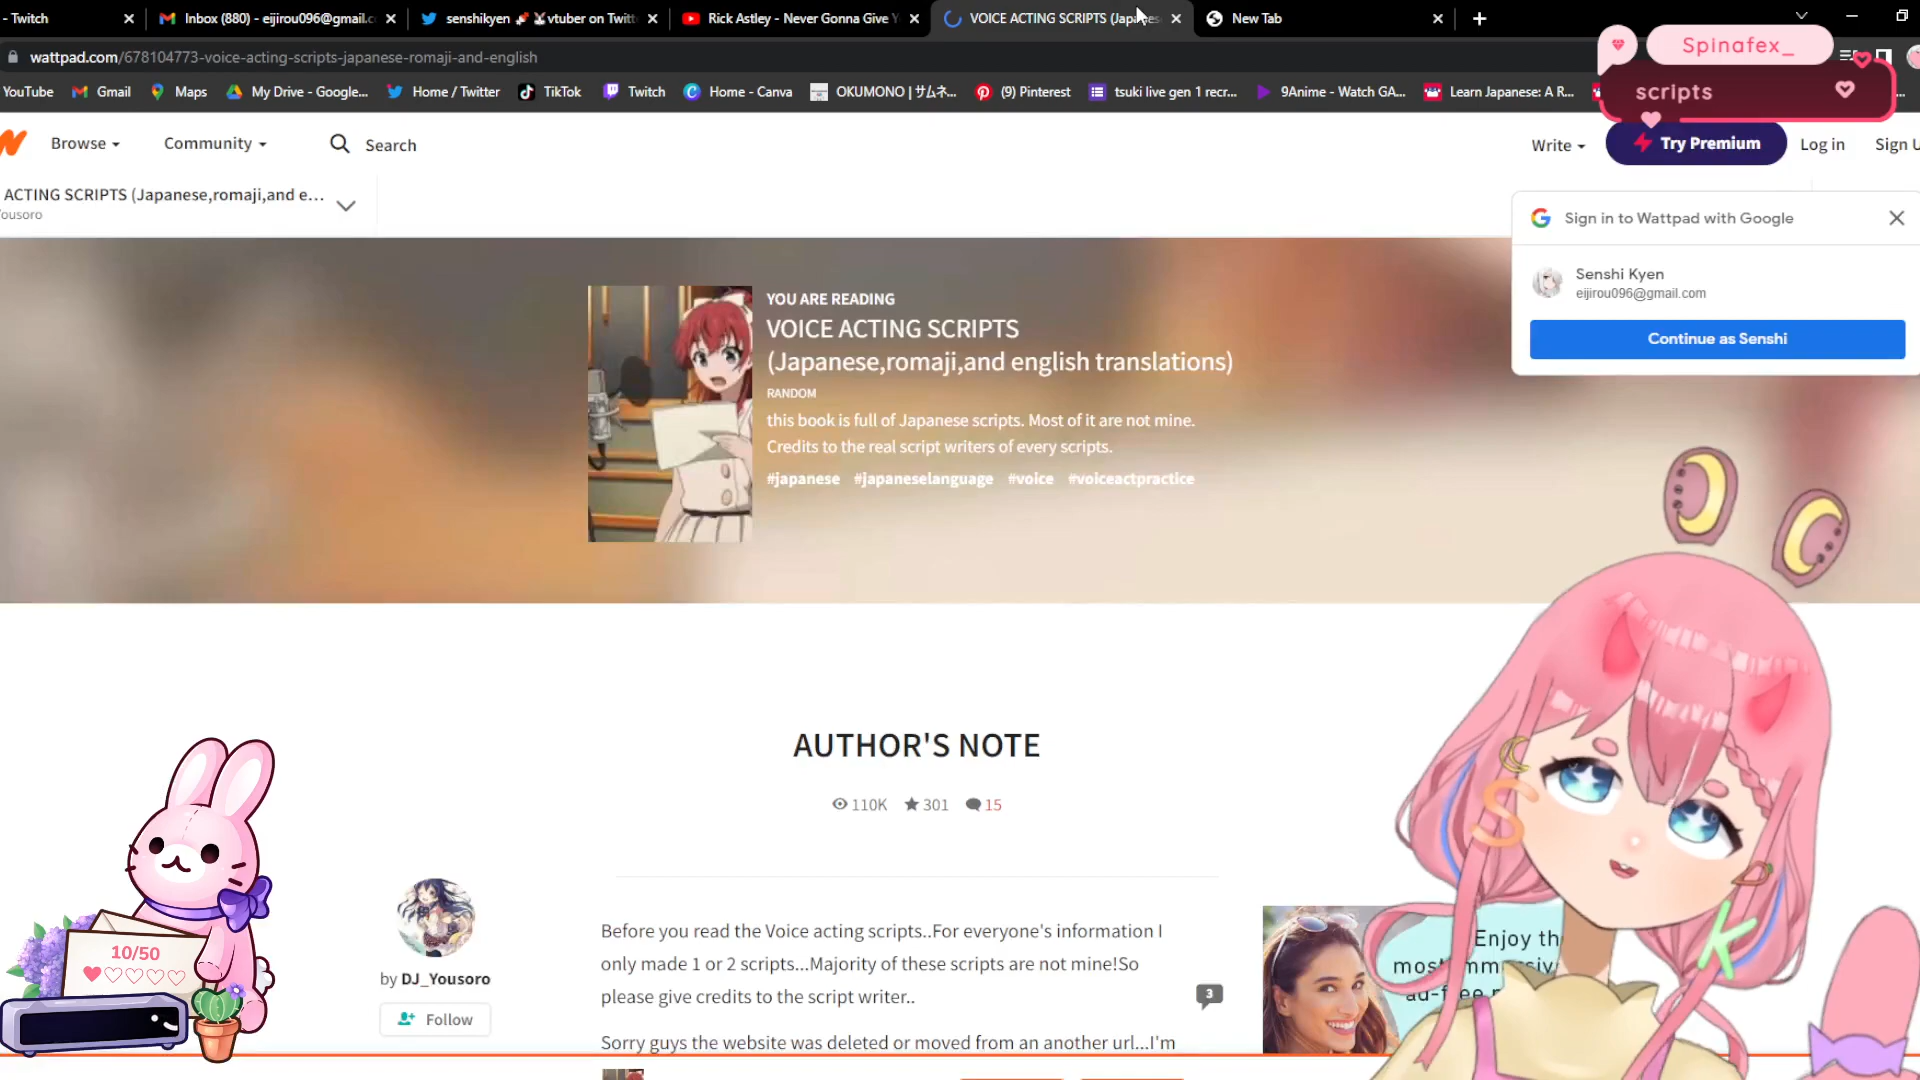 - Twitch
Inbox (880) - eijirou096@gmail.c
senshikyen
vtuber on Twitt
Rick Astley - Never Gonna Give Y
VOICE ACTING SCRIPTS (Japanes
New Tab
wattpad.com/678104773-voice-acting-scripts-japanese-romaji-and-english
Spinafex_
scripts
YouTube
Gmail
Maps
My Drive - Google...
Home / Twitter
TikTok
Twitch
Home - Canva
OKUMONO | サムネ...
(9) Pinterest
tsuki live gen 1 recr...
9Anime - Watch GA...
Learn Japanese: A R...
Browse
Community
Search
Write
Try Premium
Log in
Sign U
ACTING SCRIPTS (Japanese,romaji,and e...
ousoro
Sign in to Wattpad with Google
Senshi Kyen
eijirou096@gmail.com
Continue as Senshi
YOU ARE READING
VOICE ACTING SCRIPTS
(Japanese,romaji,and english translations)
RANDOM
this book is full of Japanese scripts. Most of it are not mine.
Credits to the real script writers of every scripts.
#japanese #japaneselanguage #voice #voiceactpractice
AUTHOR'S NOTE
110K 301 15
by DJ_Yousoro
Follow
Before you read the Voice acting scripts..For everyone's information I
only made 1 or 2 scripts...Majority of these scripts are not mine!So
please give credits to the script writer..
3
Sorry guys the website was deleted or moved from an another url...I'm
10/50
Enjoy th
S
K